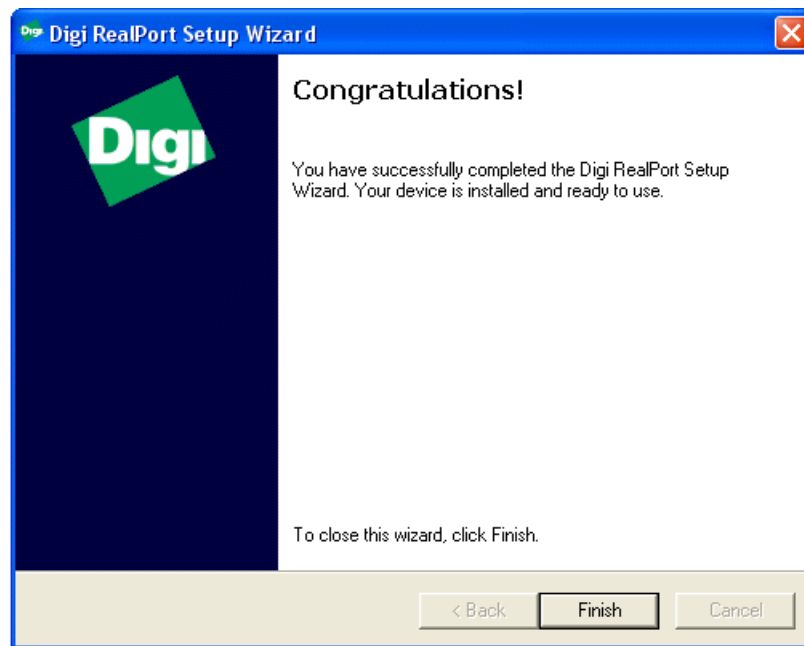 Digi Digi RealPort Setup Wizard
Digi
Congratulations!
You have successfully completed the Digi RealPort Setup
Wizard. Your device is installed and ready to use.
To close this wizard, click Finish.
< Back Finish Cancel